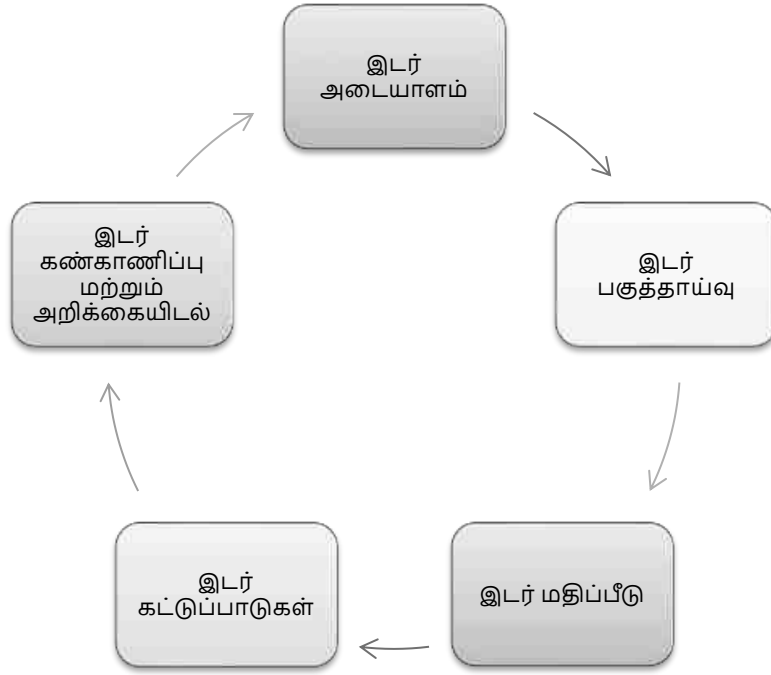 இடர்
அடையாளம்
இடர்
பகுத்தாய்வு
இடர் மதிப்பீடு
இடர்
கட்டுப்பாடுகள்
இடர்
கண்காணிப்பு
மற்றும்
அறிக்கையிடல்